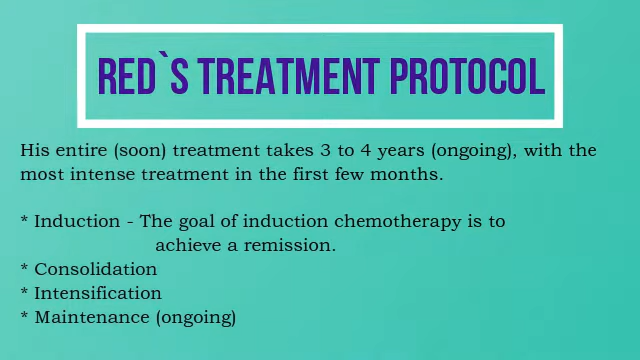 RED`S TREATMENT PROTOCOL
His entire (soon) treatment takes 3 to 4 years (ongoing), with the
most intense treatment in the first few months.
* Induction - The goal of induction chemotherapy is to
achieve a remission.
* Consolidation
* Intensification
* Maintenance (ongoing)